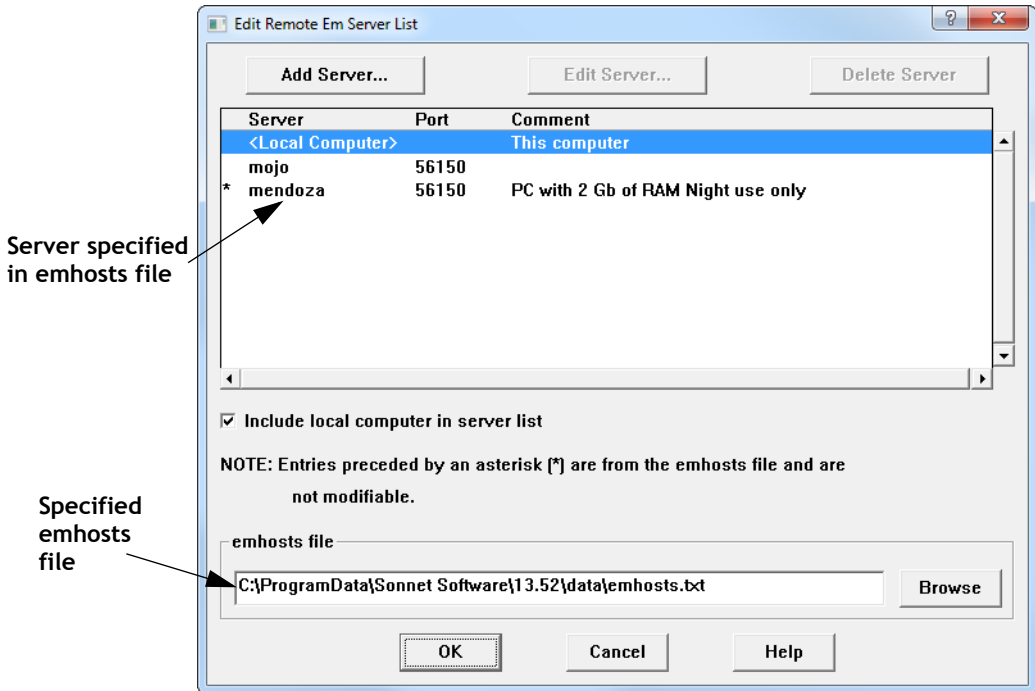 Edit Remote Em Server List
?
X
Add Server... Edit Server... Delete Server
Server Port Comment
<Local Computer> This computer
mojo 56150
* mendoza 56150 PC with 2 Gb of RAM Night use only
Server specified
in emhosts file
Include local computer in server list
NOTE: Entries preceded by an asterisk (*) are from the emhosts file and are
not modifiable.
Specified
emhosts
file
emhosts file
C:\ProgramData\Sonnet Software\13.52\data\emhosts.txt
Browse
OK Cancel Help